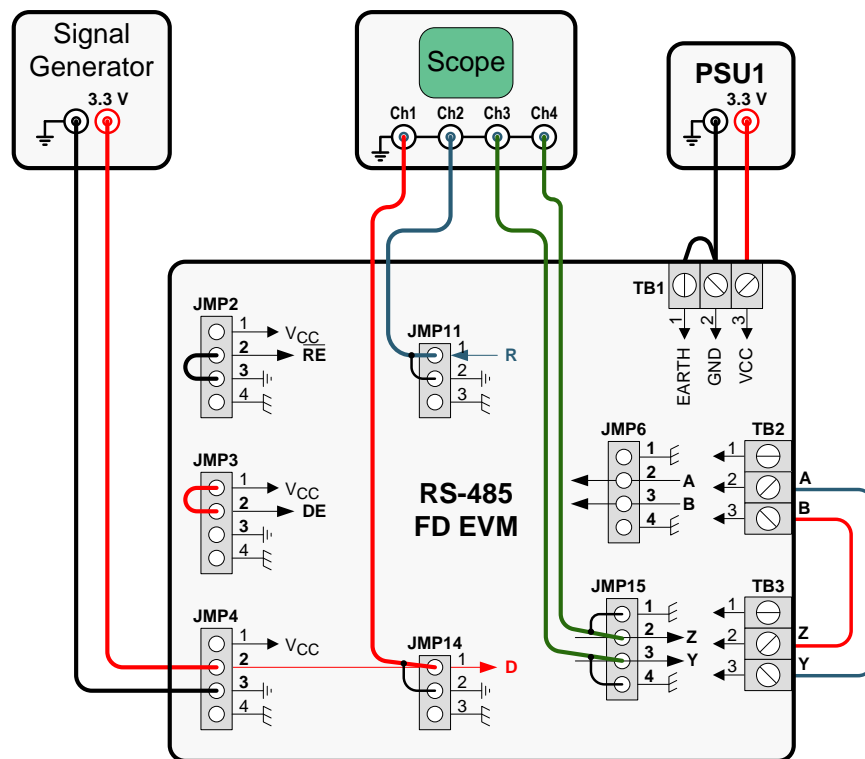 Signal
Generator
3.3 V
Scope
Ch1 Ch2 Ch3 Ch4
PSU1
3.3 V
TB1
1 2 3
EARTH GND VCC
JMP2
1 VCC
2 RE
3
4
JMP11
1 R
2
3
JMP3
1 VCC
2 DE
3
4
RS-485
FD EVM
JMP6
1
2 A
3 B
4
TB2
1
2 A
3 B
JMP4
1 VCC
2
3
4
JMP14
1 D
2
3
JMP15
1
2 Z
3 Y
4
TB3
1
2 Z
3 Y